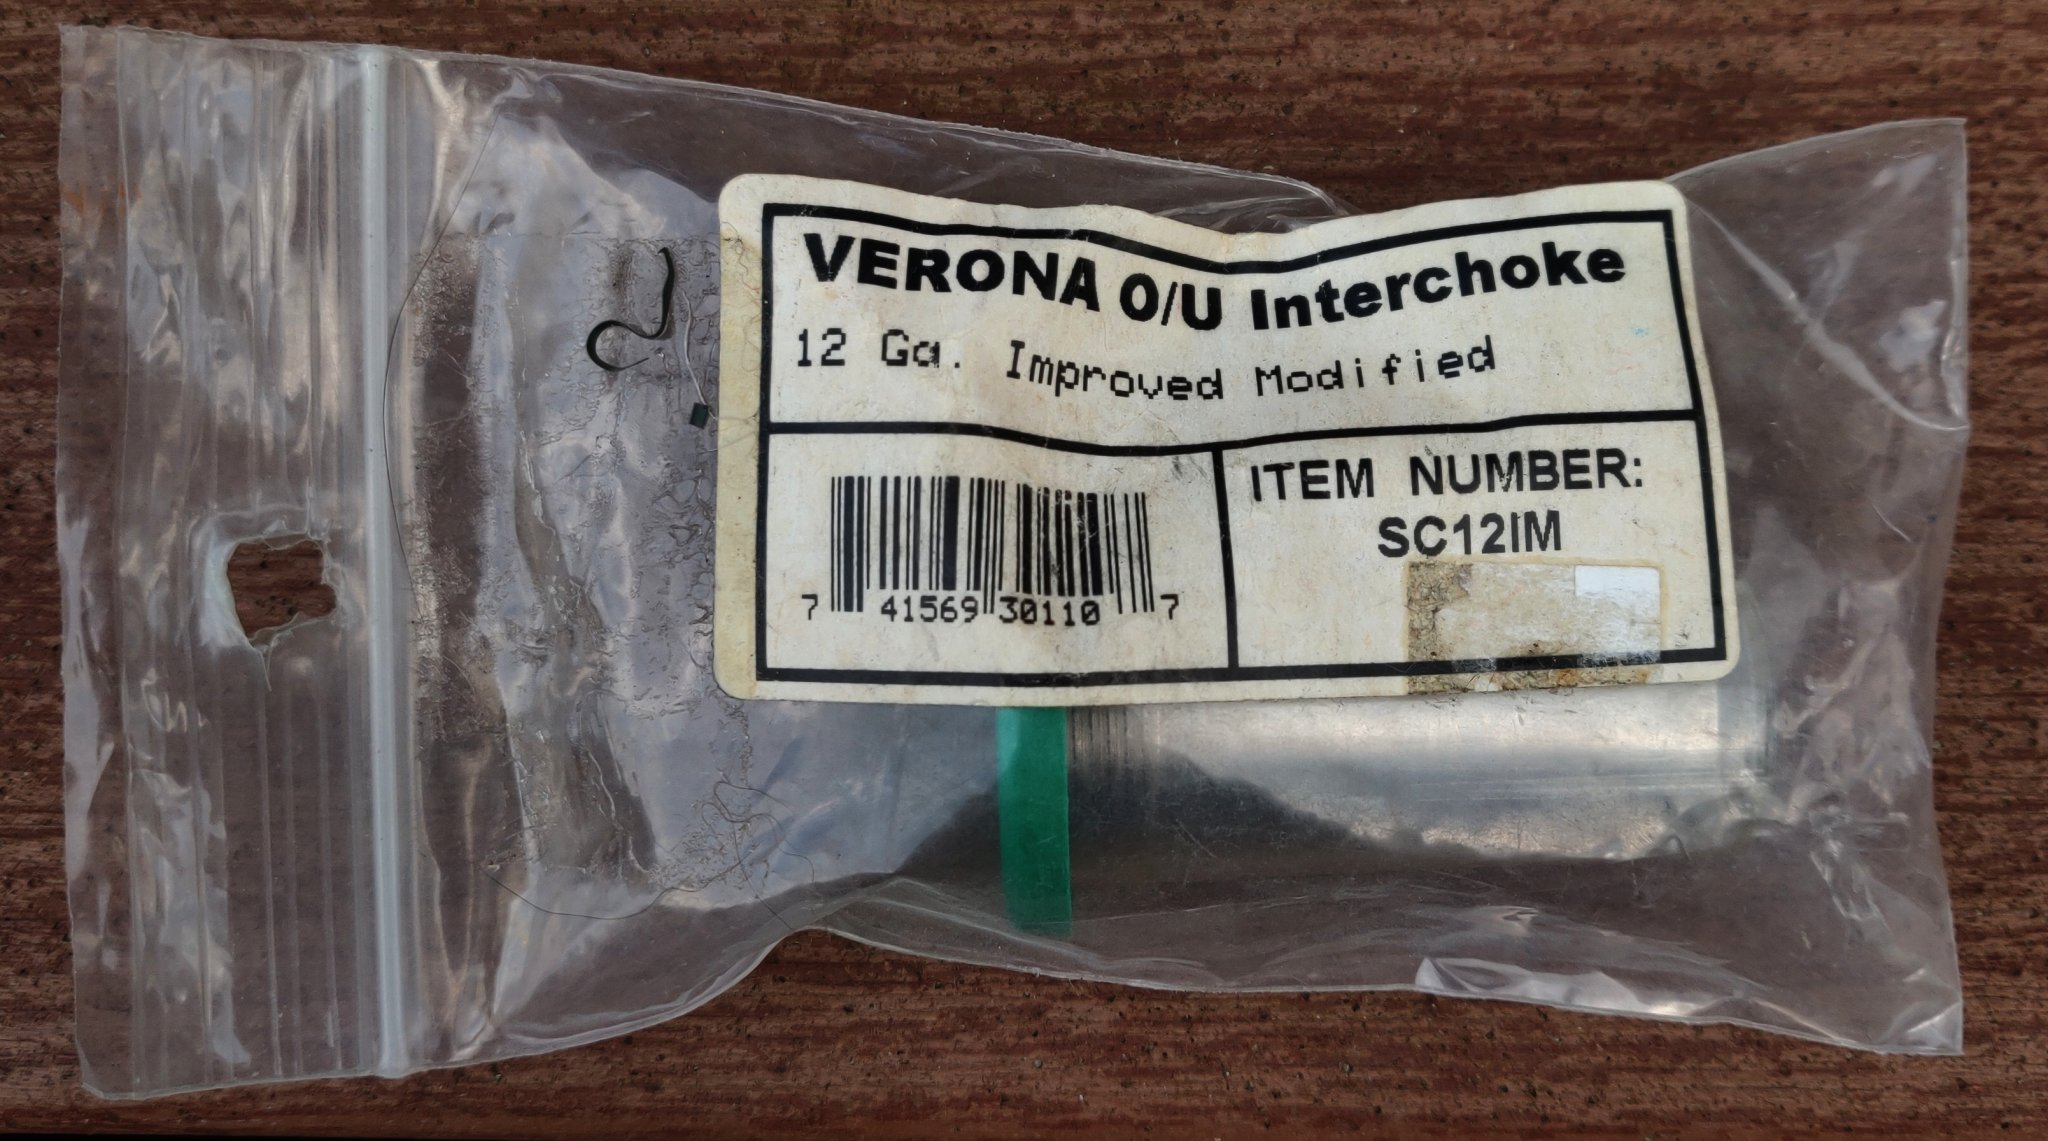 VERONA O/U Interchoke
12 Ga. Improved Modified
ITEM NUMBER:
SC12IM
7 41569 30110 7